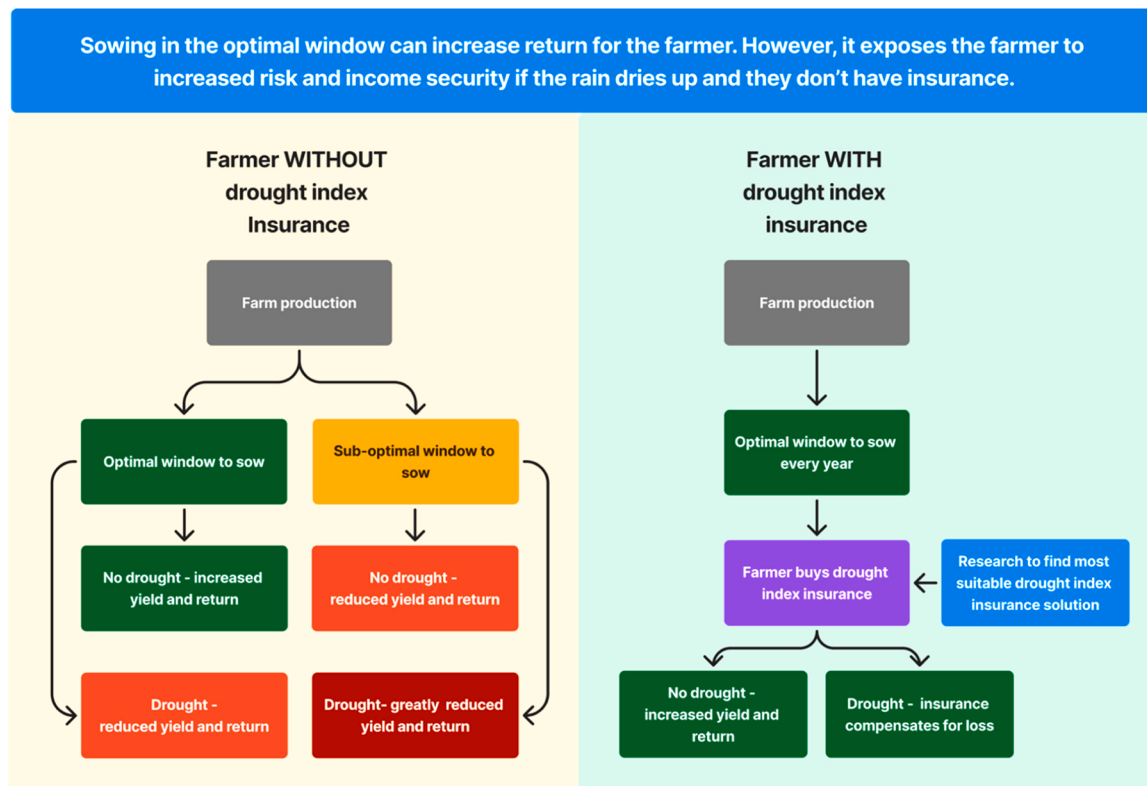 Sowing in the optimal window can increase return for the farmer. However, it exposes the farmer to
increased risk and income security if the rain dries up and they don't have insurance.
Farmer WITHOUT
drought index
Insurance
Farm production
Optimal window to sow
Sub-optimal window to
sow
No drought - increased
yield and return
No drought -
reduced yield and return
Drought -
reduced yield and return
Drought- greatly reduced
yield and return
Farmer WITH
drought index
insurance
Farm production
Optimal window to sow
every year
Farmer buys drought
index insurance
Research to find most
suitable drought index
insurance solution
No drought -
increased yield and
return
Drought - insurance
compensates for loss